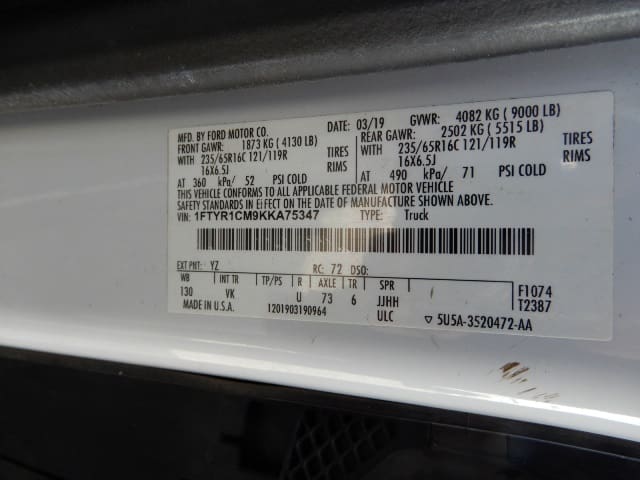 MFD. BY FORD MOTOR CO. DATE: 03/19 GVWR: 4082 KG ( 9000 LB)
FRONT GAWR: 1873 KG ( 4130 LB) REAR GAWR: 2502 KG ( 5515 LB)
WITH 235/65R16C 121/119R TIRES WITH 235/65R16C 121/119R TIRES
16X6.5J RIMS 16X6.5J RIMS
AT 360 kPa/ 52 PSI COLD AT 490 kPa/ 71 PSI COLD
THIS VEHICLE CONFORMS TO ALL APPLICABLE FEDERAL MOTOR VEHICLE
SAFETY STANDARDS IN EFFECT ON THE DATE OF MANUFACTURE SHOWN ABOVE.
VIN: 1FTYR1CM9KKA75347 TYPE: Truck
EXT PNT: YZ RC: 72 DSO:
WB INT TR TP/PS R AXLE TR SPR F1074
130 VK U 73 6 JJHH T2387
MADE IN U.S.A. 1201903190964 ULC ▽ 5U5A-3520472-AA